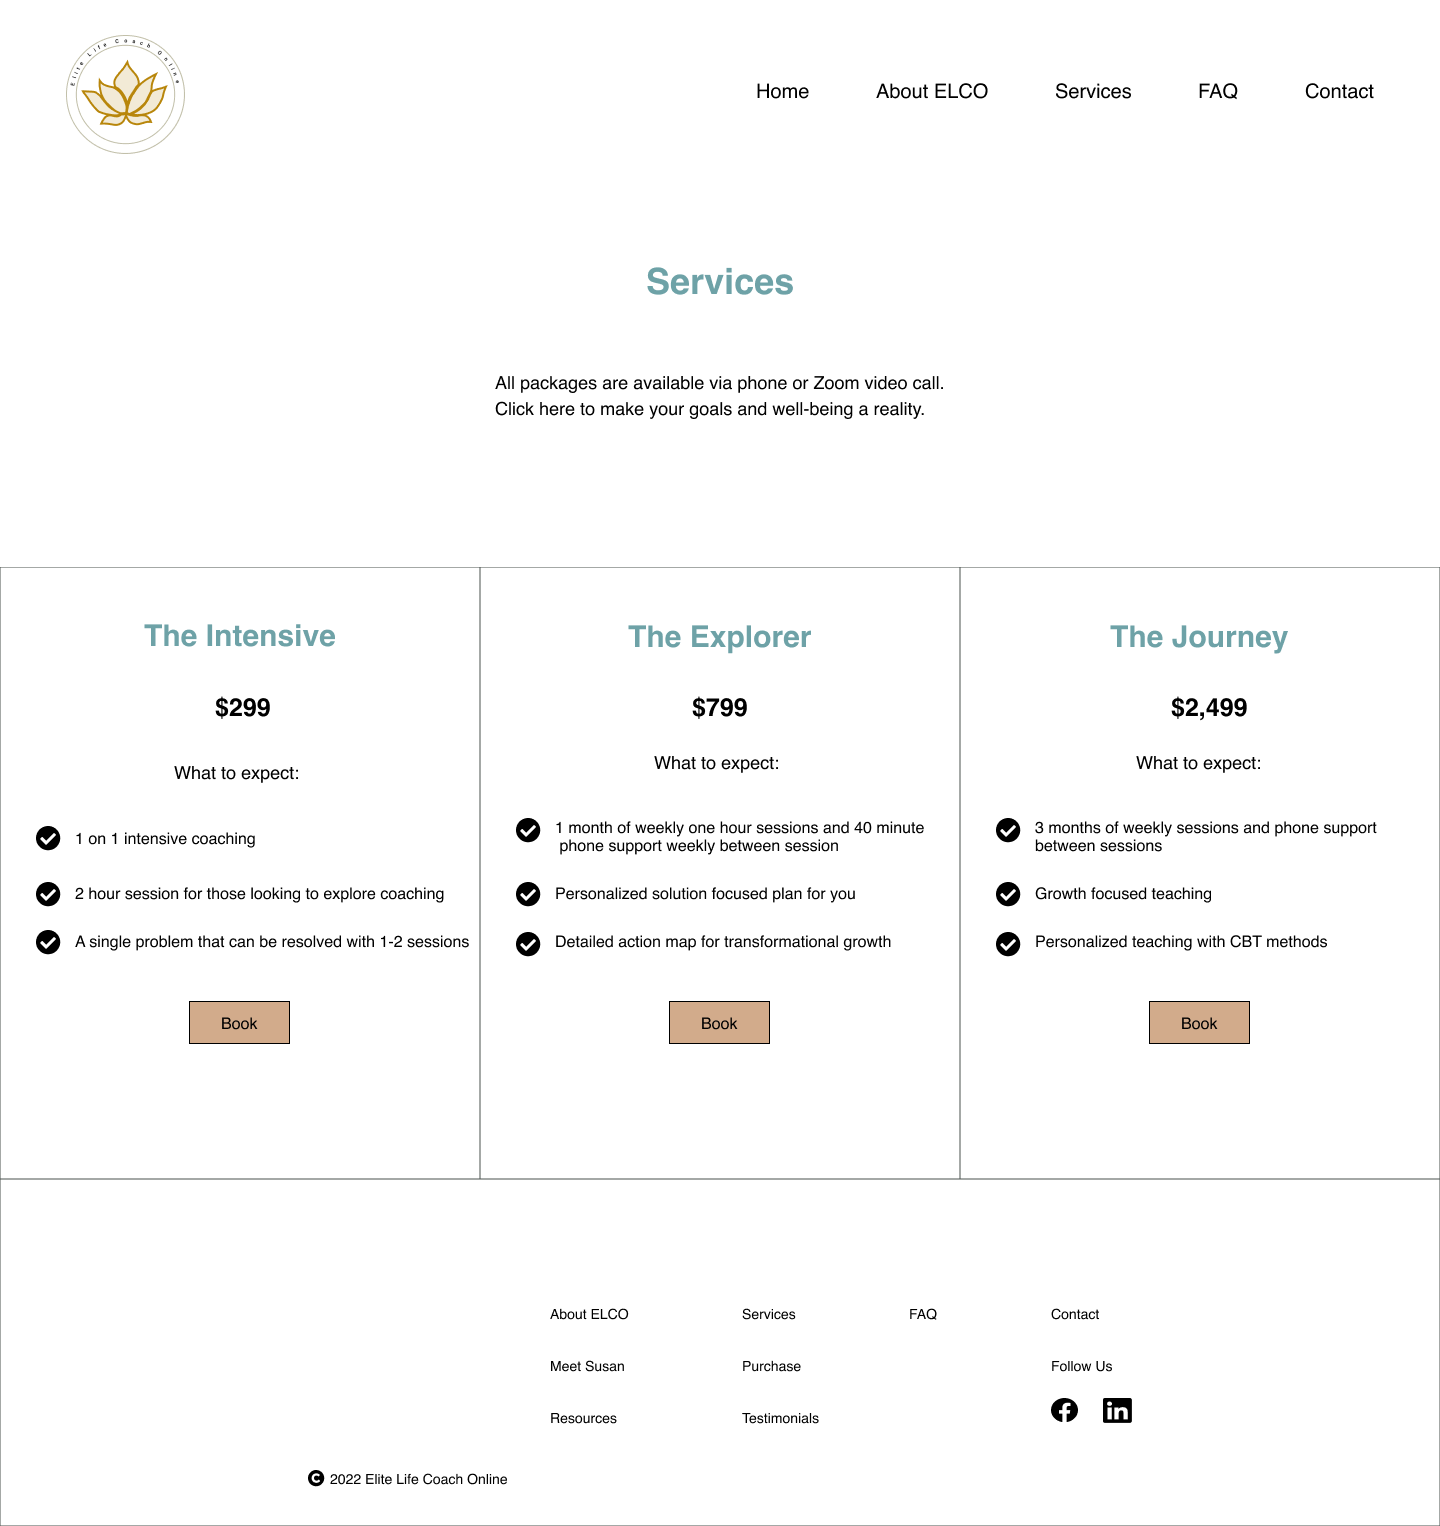 Elite Life Coach Online
Home About ELCO Services FAQ Contact
Services
All packages are available via phone or Zoom video call.
Click here to make your goals and well-being a reality.
The Intensive
$299
What to expect:
1 on 1 intensive coaching
2 hour session for those looking to explore coaching
A single problem that can be resolved with 1-2 sessions
Book
The Explorer
$799
What to expect:
1 month of weekly one hour sessions and 40 minute
phone support weekly between session
Personalized solution focused plan for you
Detailed action map for transformational growth
Book
The Journey
$2,499
What to expect:
3 months of weekly sessions and phone support
between sessions
Growth focused teaching
Personalized teaching with CBT methods
Book
About ELCO Services FAQ Contact
Meet Susan Purchase Follow Us
Resources Testimonials
© 2022 Elite Life Coach Online